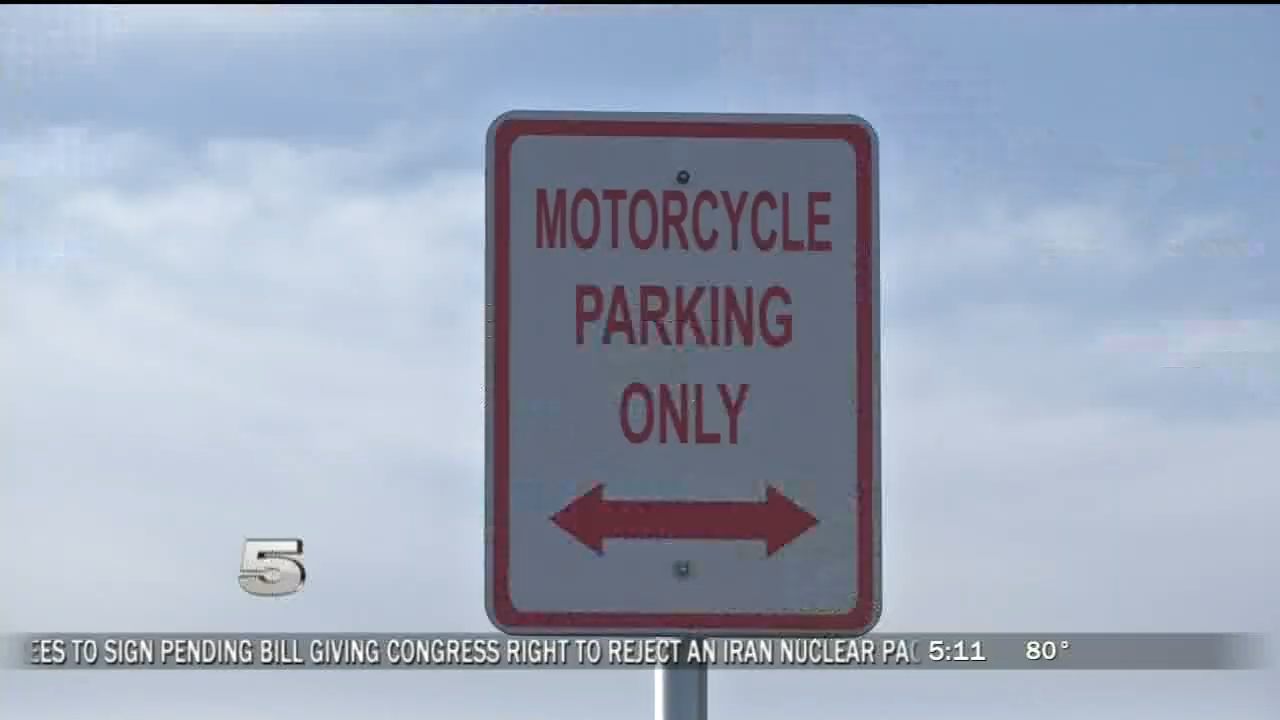 MOTORCYCLE
PARKING
ONLY
5
TO SIGN PENDING BILL GIVING CONGRESS RIGHT TO REJECT AN IRAN NUCLEAR 5:11 80°